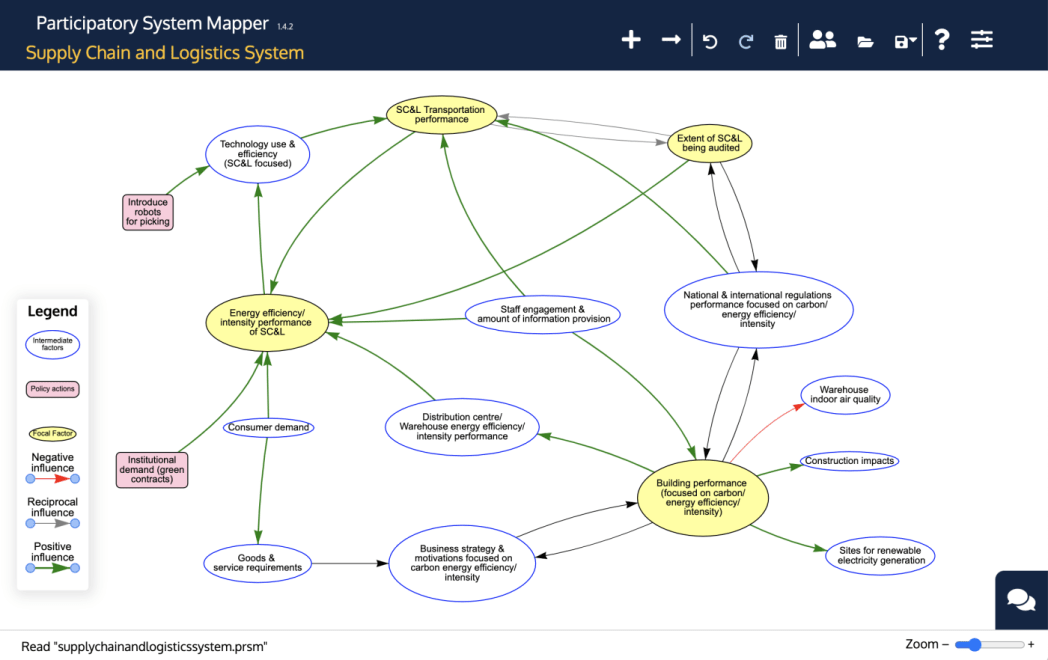 Participatory System Mapper 1.4.2
Supply Chain and Logistics System
SC&L Transportation
performance
Extent of SC&L
being audited
Technology use &
efficiency
(SC&L focused)
Introduce
robots
for picking
National & international regulations
performance focused on carbon/
energy efficiency/
intensity
Energy efficiency/
intensity performance
of SC&L
Staff engagement &
amount of information provision
Legend
Intermediate
factors
Policy actions
Focal Factor
Negative
influence
Reciprocal
influence
Positive
influence
Warehouse
indoor air quality
Distribution centre/
Warehouse energy efficiency/
intensity performance
Consumer demand
Institutional
demand (green
contracts)
Construction impacts
Building performance
(focused on carbon/
energy efficiency/
intensity)
Goods &
service requirements
Business strategy &
motivations focused on
carbon energy efficiency/
intensity
Sites for renewable
electricity generation
Read "supplychainandlogisticssystem.prsm"
Zoom – +